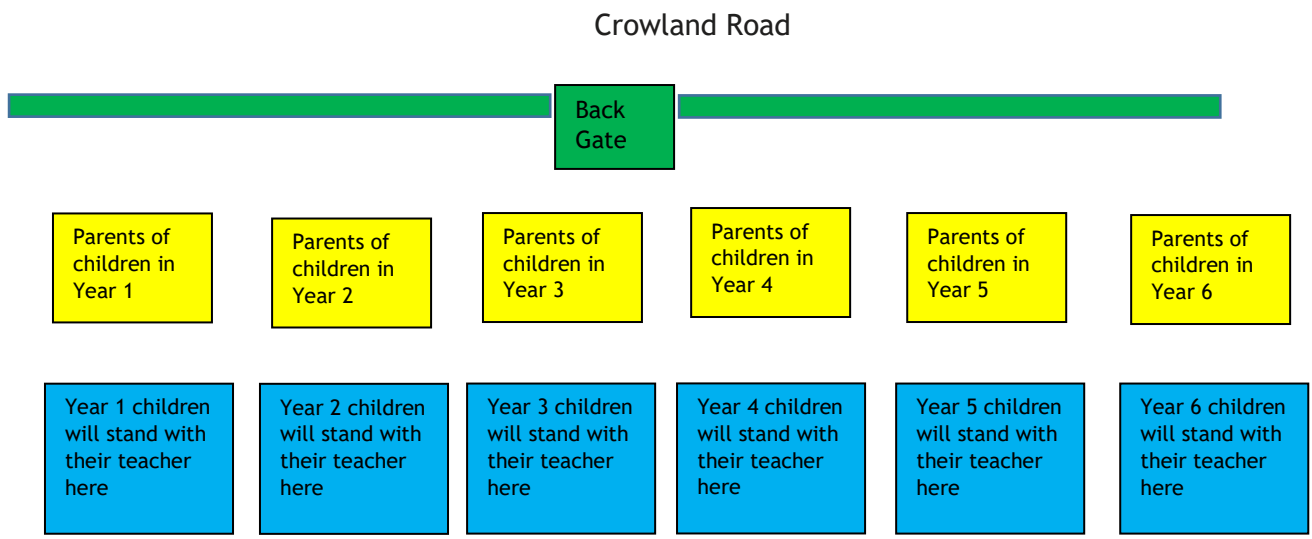 Crowland Road
Back
Gate
Parents of
children in
Year 1
Parents of
children in
Year 2
Parents of
children in
Year 3
Parents of
children in
Year 4
Parents of
children in
Year 5
Parents of
children in
Year 6
Year 1 children
will stand with
their teacher
here
Year 2 children
will stand with
their teacher
here
Year 3 children
will stand with
their teacher
here
Year 4 children
will stand with
their teacher
here
Year 5 children
will stand with
their teacher
here
Year 6 children
will stand with
their teacher
here